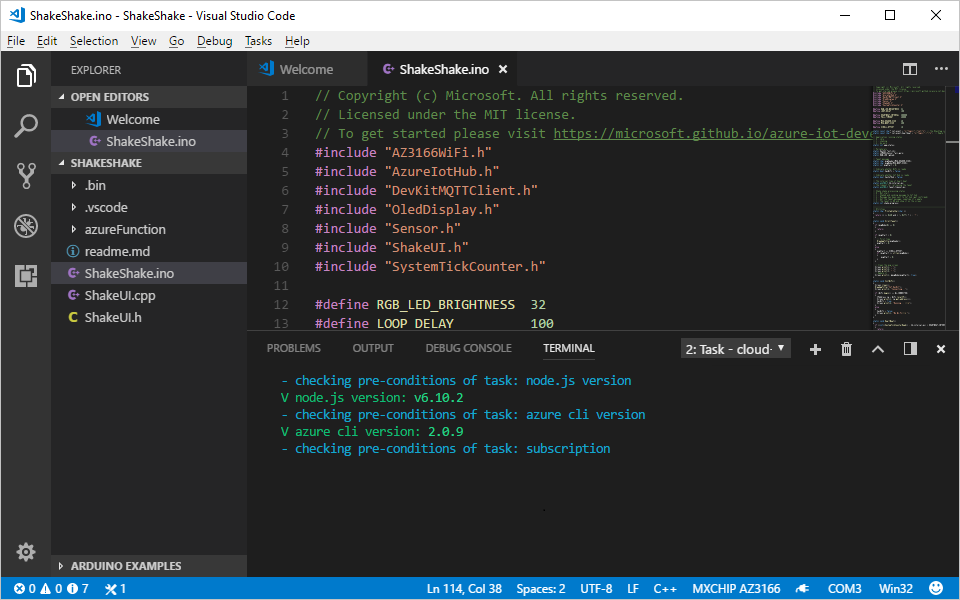 ShakeShake.ino - ShakeShake - Visual Studio Code
File Edit Selection View Go Debug Tasks Help
EXPLORER
OPEN EDITORS
Welcome
ShakeShake.ino
SHAKESHAKE
.bin
.vscode
azureFunction
readme.md
ShakeShake.ino
ShakeUI.cpp
ShakeUI.h
ARDUINO EXAMPLES
Welcome ShakeShake.ino
1 // Copyright (c) Microsoft. All rights reserved.
2 // Licensed under the MIT license.
3 // To get started please visit https://microsoft.github.io/azure-iot-deve
4 #include "AZ3166WiFi.h"
5 #include "AzureIotHub.h"
6 #include "DevKitMQTTClient.h"
7 #include "OledDisplay.h"
8 #include "Sensor.h"
9 #include "ShakeUI.h"
10 #include "SystemTickCounter.h"
11
12 #define RGB_LED_BRIGHTNESS 32
13 #define LOOP_DELAY 100
PROBLEMS OUTPUT DEBUG CONSOLE TERMINAL 2: Task - cloud-
- checking pre-conditions of task: node.js version
V node.js version: v6.10.2
- checking pre-conditions of task: azure cli version
V azure cli version: 2.0.9
- checking pre-conditions of task: subscription
0 0 7 1 Ln 114, Col 38 Spaces: 2 UTF-8 LF C++ MXCHIP AZ3166 COM3 Win32